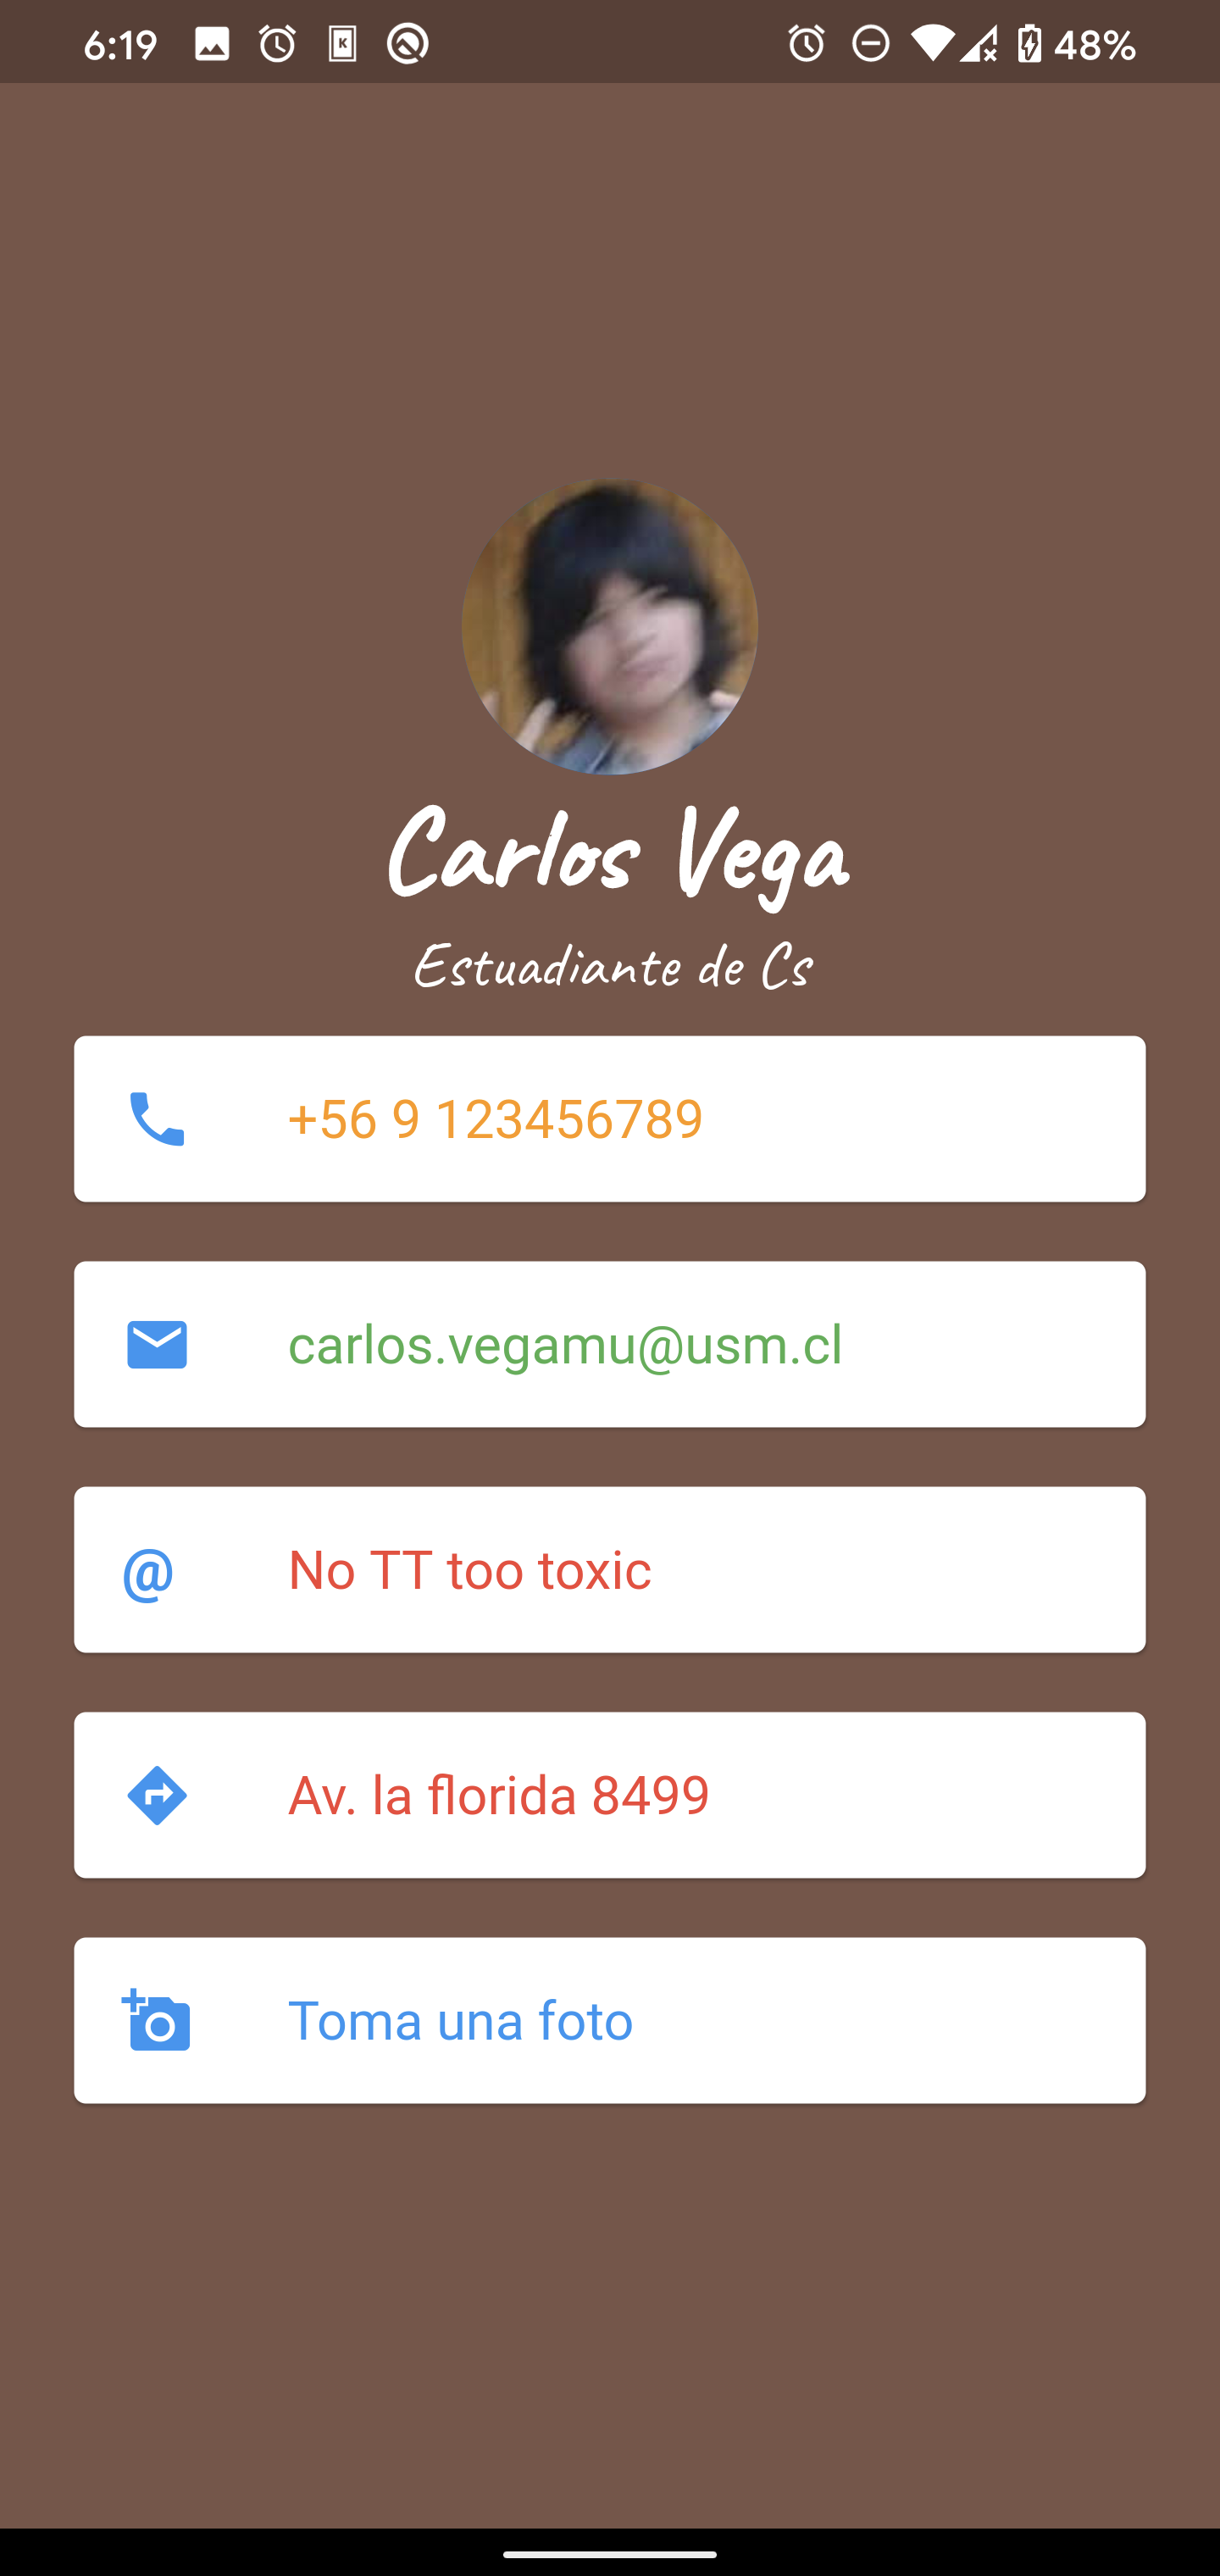 6:19 48%
Carlos Vega
Estuadiante de Cs
+56 9 123456789
carlos.vegamu@usm.cl
@ No TT too toxic
Av. la florida 8499
Toma una foto